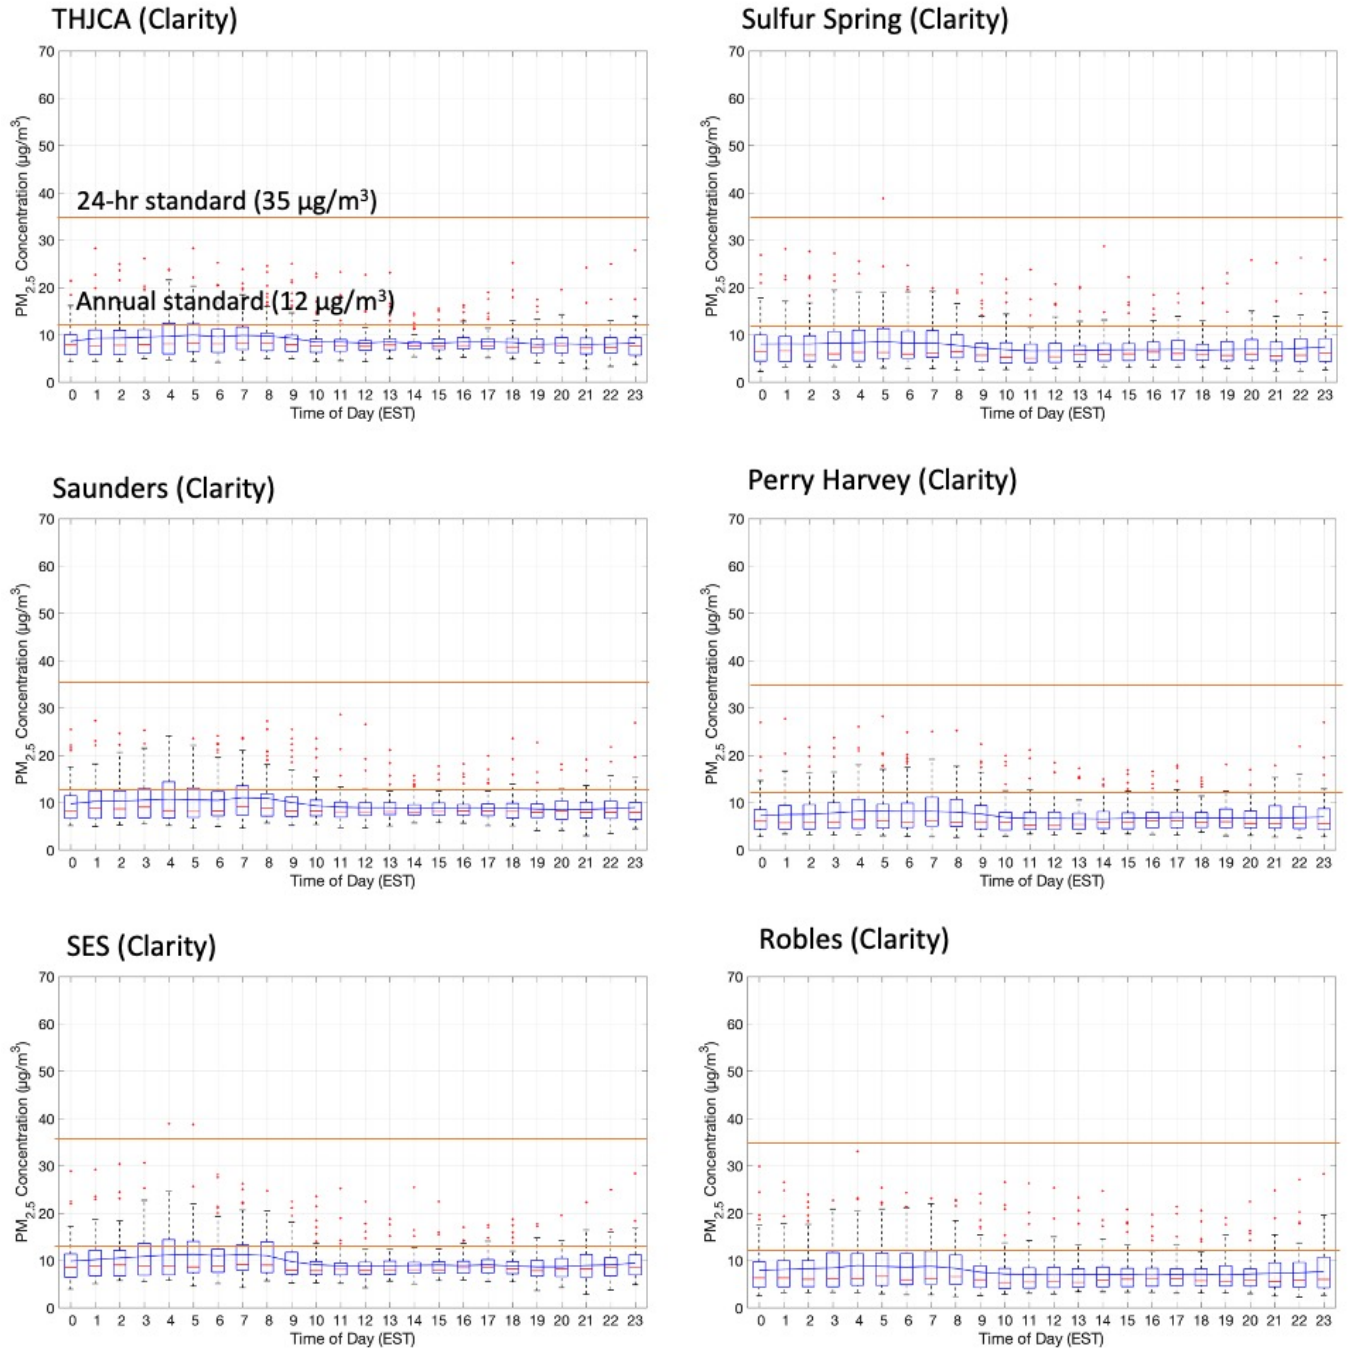 THJCA (Clarity)
70
60
50
40
30
20
10
0
PM2.5 Concentration (µg/m³)
24-hr standard (35 µg/m³)
Annual standard (12 µg/m³)
0 1 2 3 4 5 6 7 8 9 10 11 12 13 14 15 16 17 18 19 20 21 22 23
Time of Day (EST)
Sulfur Spring (Clarity)
70
60
50
40
30
20
10
0
PM2.5 Concentration (µg/m³)
0 1 2 3 4 5 6 7 8 9 10 11 12 13 14 15 16 17 18 19 20 21 22 23
Time of Day (EST)
Saunders (Clarity)
70
60
50
40
30
20
10
0
PM2.5 Concentration (µg/m³)
0 1 2 3 4 5 6 7 8 9 10 11 12 13 14 15 16 17 18 19 20 21 22 23
Time of Day (EST)
Perry Harvey (Clarity)
70
60
50
40
30
20
10
0
PM2.5 Concentration (µg/m³)
0 1 2 3 4 5 6 7 8 9 10 11 12 13 14 15 16 17 18 19 20 21 22 23
Time of Day (EST)
SES (Clarity)
70
60
50
40
30
20
10
0
PM2.5 Concentration (µg/m³)
0 1 2 3 4 5 6 7 8 9 10 11 12 13 14 15 16 17 18 19 20 21 22 23
Time of Day (EST)
Robles (Clarity)
70
60
50
40
30
20
10
0
PM2.5 Concentration (µg/m³)
0 1 2 3 4 5 6 7 8 9 10 11 12 13 14 15 16 17 18 19 20 21 22 23
Time of Day (EST)